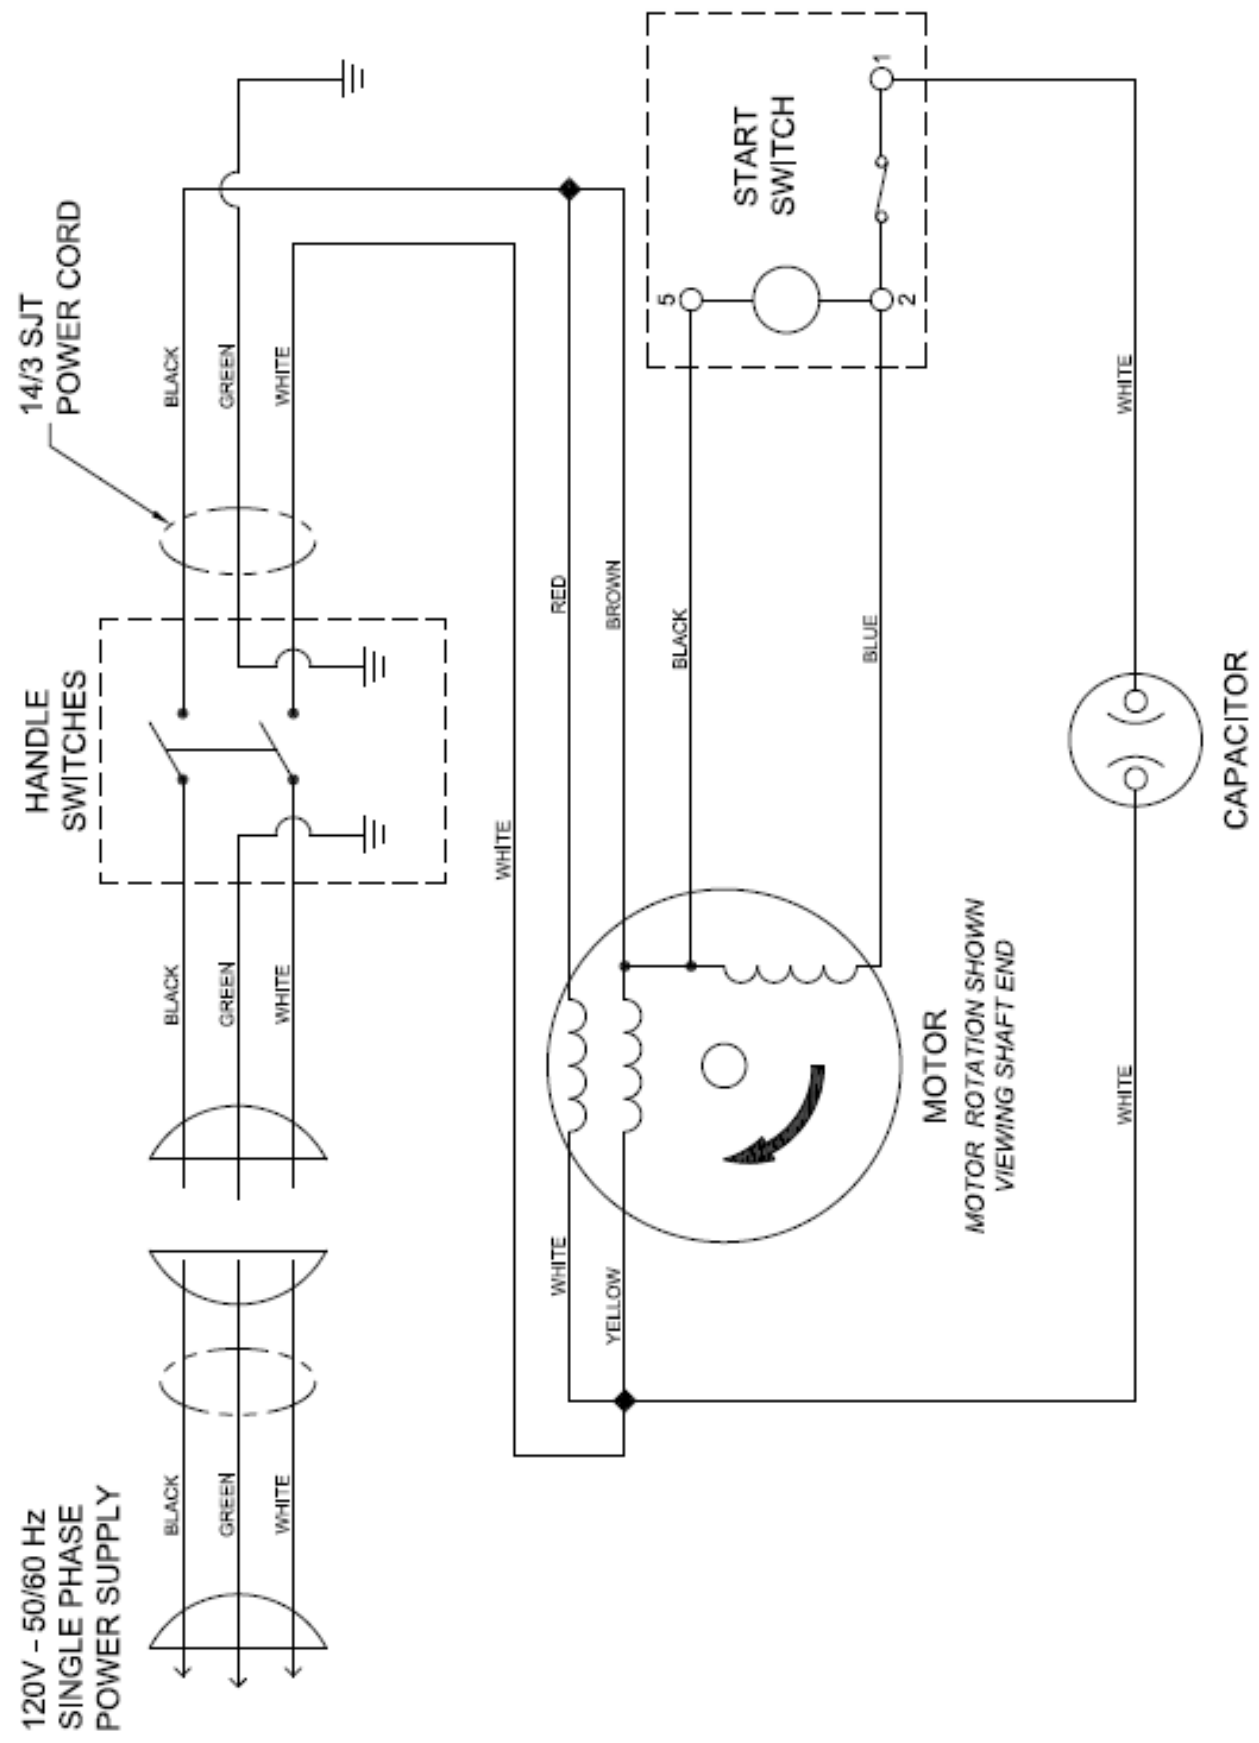 120V – 50/60 Hz
SINGLE PHASE
POWER SUPPLY
BLACK
GREEN
WHITE
BLACK
GREEN
WHITE
HANDLE
SWITCHES
14/3 SJT
POWER CORD
BLACK
GREEN
WHITE
WHITE
WHITE
YELLOW
RED
BROWN
BLACK
BLUE
START
SWITCH
5
2
1
MOTOR
MOTOR ROTATION SHOWN
VIEWING SHAFT END
WHITE
WHITE
CAPACITOR